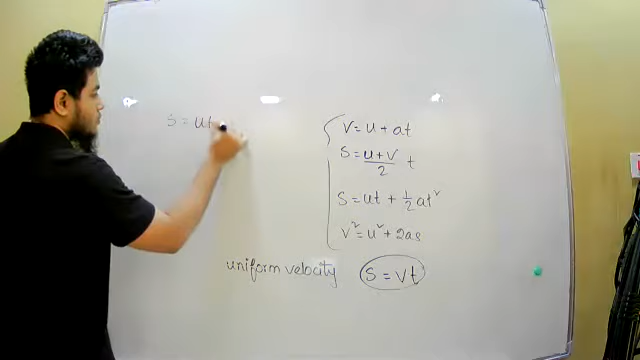 s = ut
v = u + at
s = u+v/2 t
s = ut + 1/2 at²
v² = u² + 2as
uniform velocity s = vt